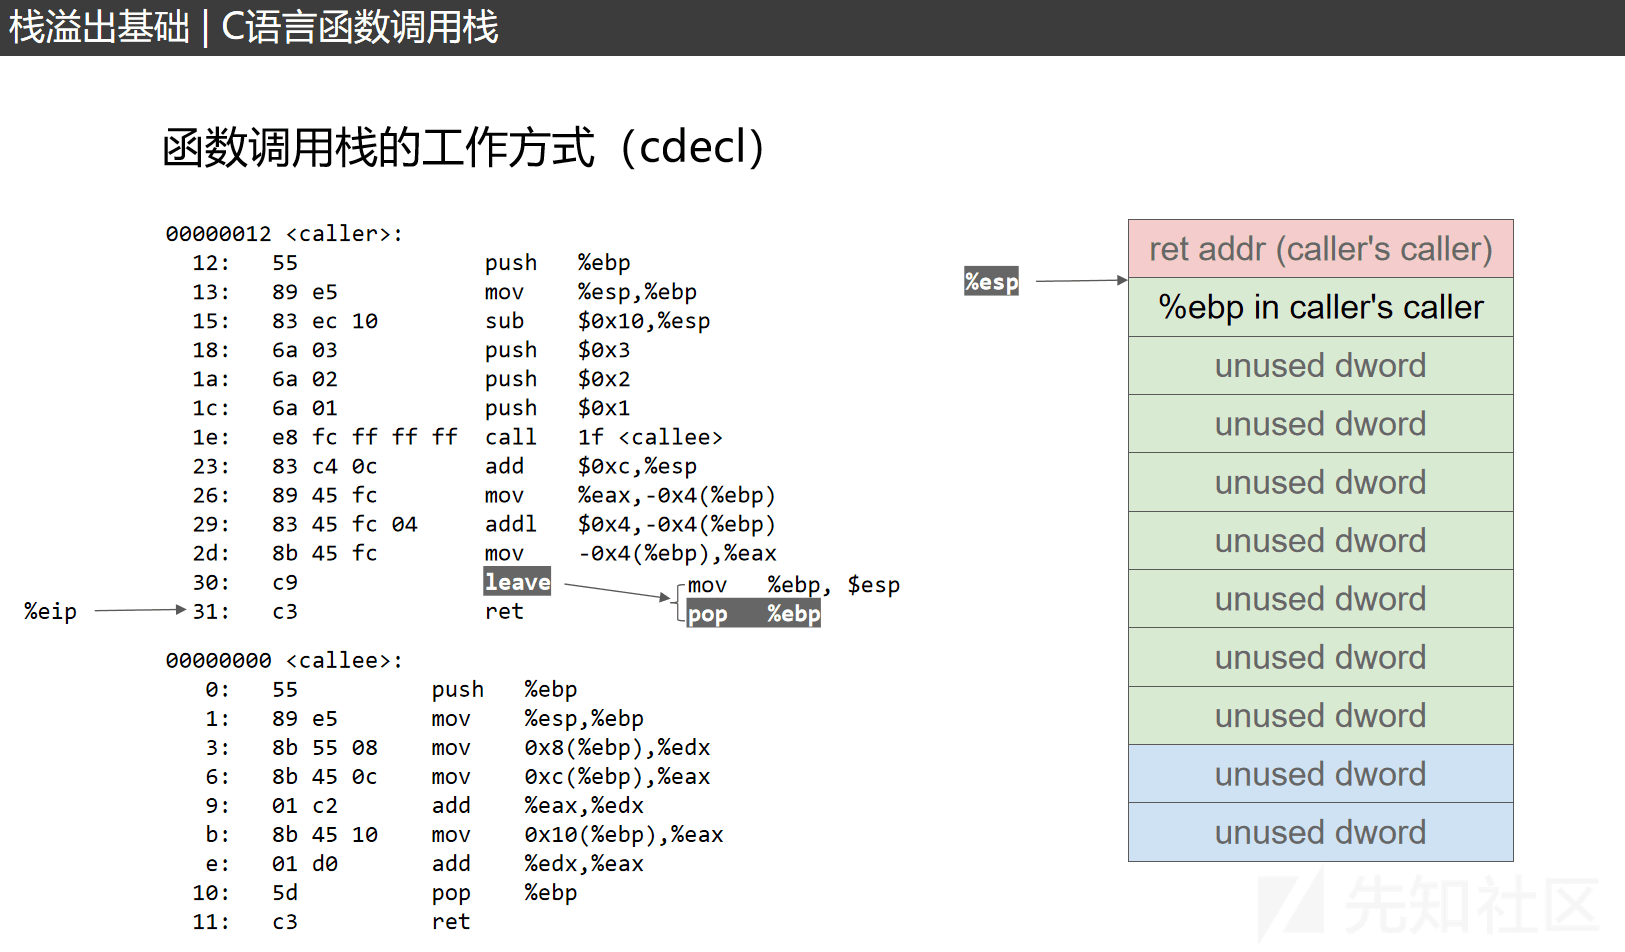 栈溢出基础 | C语言函数调用栈
函数调用栈的工作方式（cdecl）
00000012 <caller>:
12: 55 push %ebp
13: 89 e5 mov %esp,%ebp
15: 83 ec 10 sub $0x10,%esp
18: 6a 03 push $0x3
1a: 6a 02 push $0x2
1c: 6a 01 push $0x1
1e: e8 fc ff ff ff call 1f <callee>
23: 83 c4 0c add $0xc,%esp
26: 89 45 fc mov %eax,-0x4(%ebp)
29: 83 45 fc 04 addl $0x4,-0x4(%ebp)
2d: 8b 45 fc mov -0x4(%ebp),%eax
30: c9 leave
mov %ebp, $esp
%eip
31: c3 ret
pop %ebp
00000000 <callee>:
0: 55 push %ebp
1: 89 e5 mov %esp,%ebp
3: 8b 55 08 mov 0x8(%ebp),%edx
6: 8b 45 0c mov 0xc(%ebp),%eax
9: 01 c2 add %eax,%edx
b: 8b 45 10 mov 0x10(%ebp),%eax
e: 01 d0 add %edx,%eax
10: 5d pop %ebp
11: c3 ret
%esp
ret addr (caller's caller)
%ebp in caller's caller
unused dword
unused dword
unused dword
unused dword
unused dword
unused dword
unused dword
unused dword
unused dword
先知社区